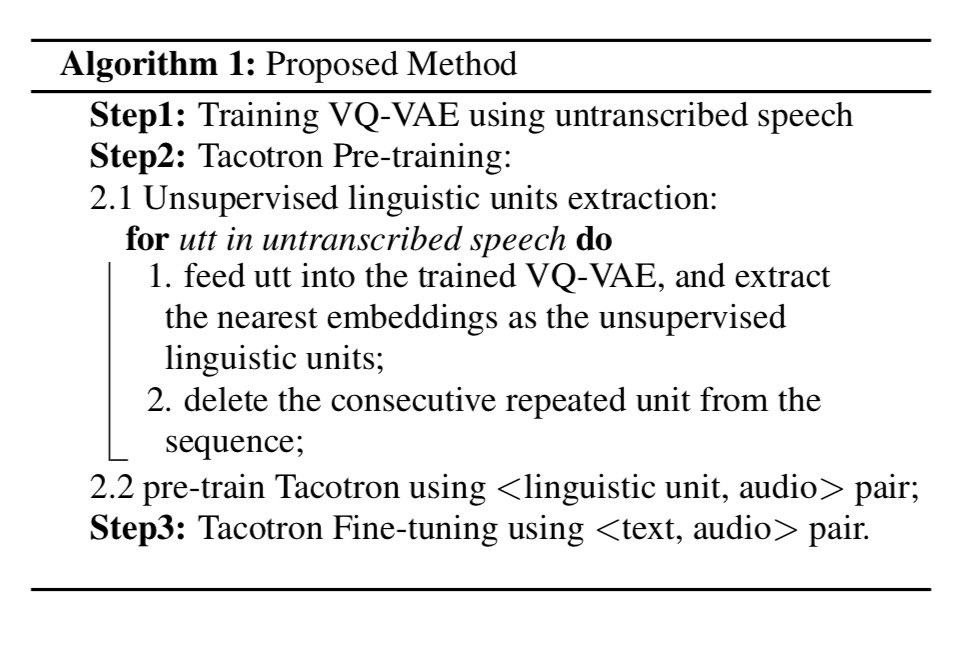 Algorithm 1: Proposed Method
Step1: Training VQ-VAE using untranscribed speech
Step2: Tacotron Pre-training:
2.1 Unsupervised linguistic units extraction:
for utt in untranscribed speech do
1. feed utt into the trained VQ-VAE, and extract
the nearest embeddings as the unsupervised
linguistic units;
2. delete the consecutive repeated unit from the
sequence;
2.2 pre-train Tacotron using <linguistic unit, audio> pair;
Step3: Tacotron Fine-tuning using <text, audio> pair.